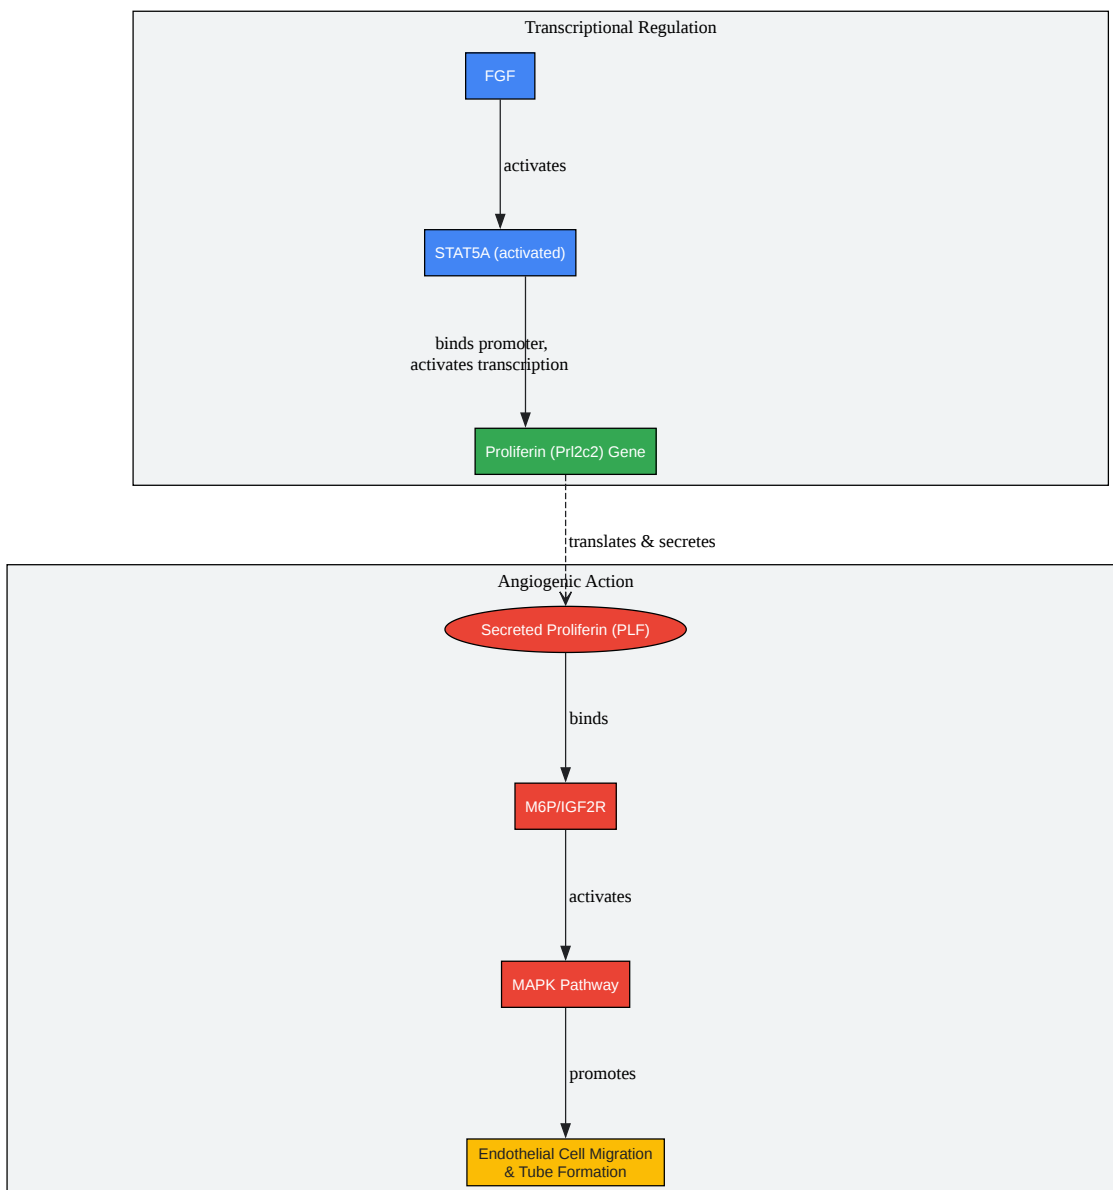 Transcriptional Regulation
FGF
activates
STAT5A (activated)
binds promoter,
activates transcription
Proliferin (Prl2c2) Gene
translates & secretes
Angiogenic Action
Secreted Proliferin (PLF)
binds
M6P/IGF2R
activates
MAPK Pathway
promotes
Endothelial Cell Migration
& Tube Formation